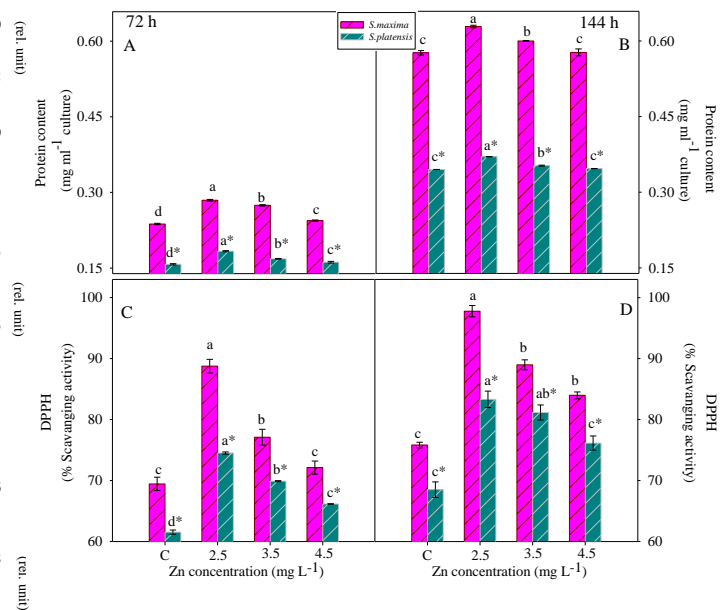 72 h
144 h
S.maxima
S.platensis
A
B
0.60
0.45
0.30
0.15
Protein content
(mg ml-1 culture)
d
a
b
c
d*
a*
b*
c*
c
a
c
c
c*
a*
b*
c*
0.60
0.45
0.30
0.15
Protein content
(mg ml-1 culture)
(rel. unit)
(rel. unit)
(rel. unit)
C
D
100
90
80
70
60
DPPH
(% Scavanging activity)
c
a
b
c
d*
a*
b*
c*
c
a
b
b
c*
a*
ab*
c*
100
90
80
70
60
DPPH
(% Scavanging activity)
C 2.5 3.5 4.5
Zn concentration (mg L-1)
C 2.5 3.5 4.5
Zn concentration (mg L-1)